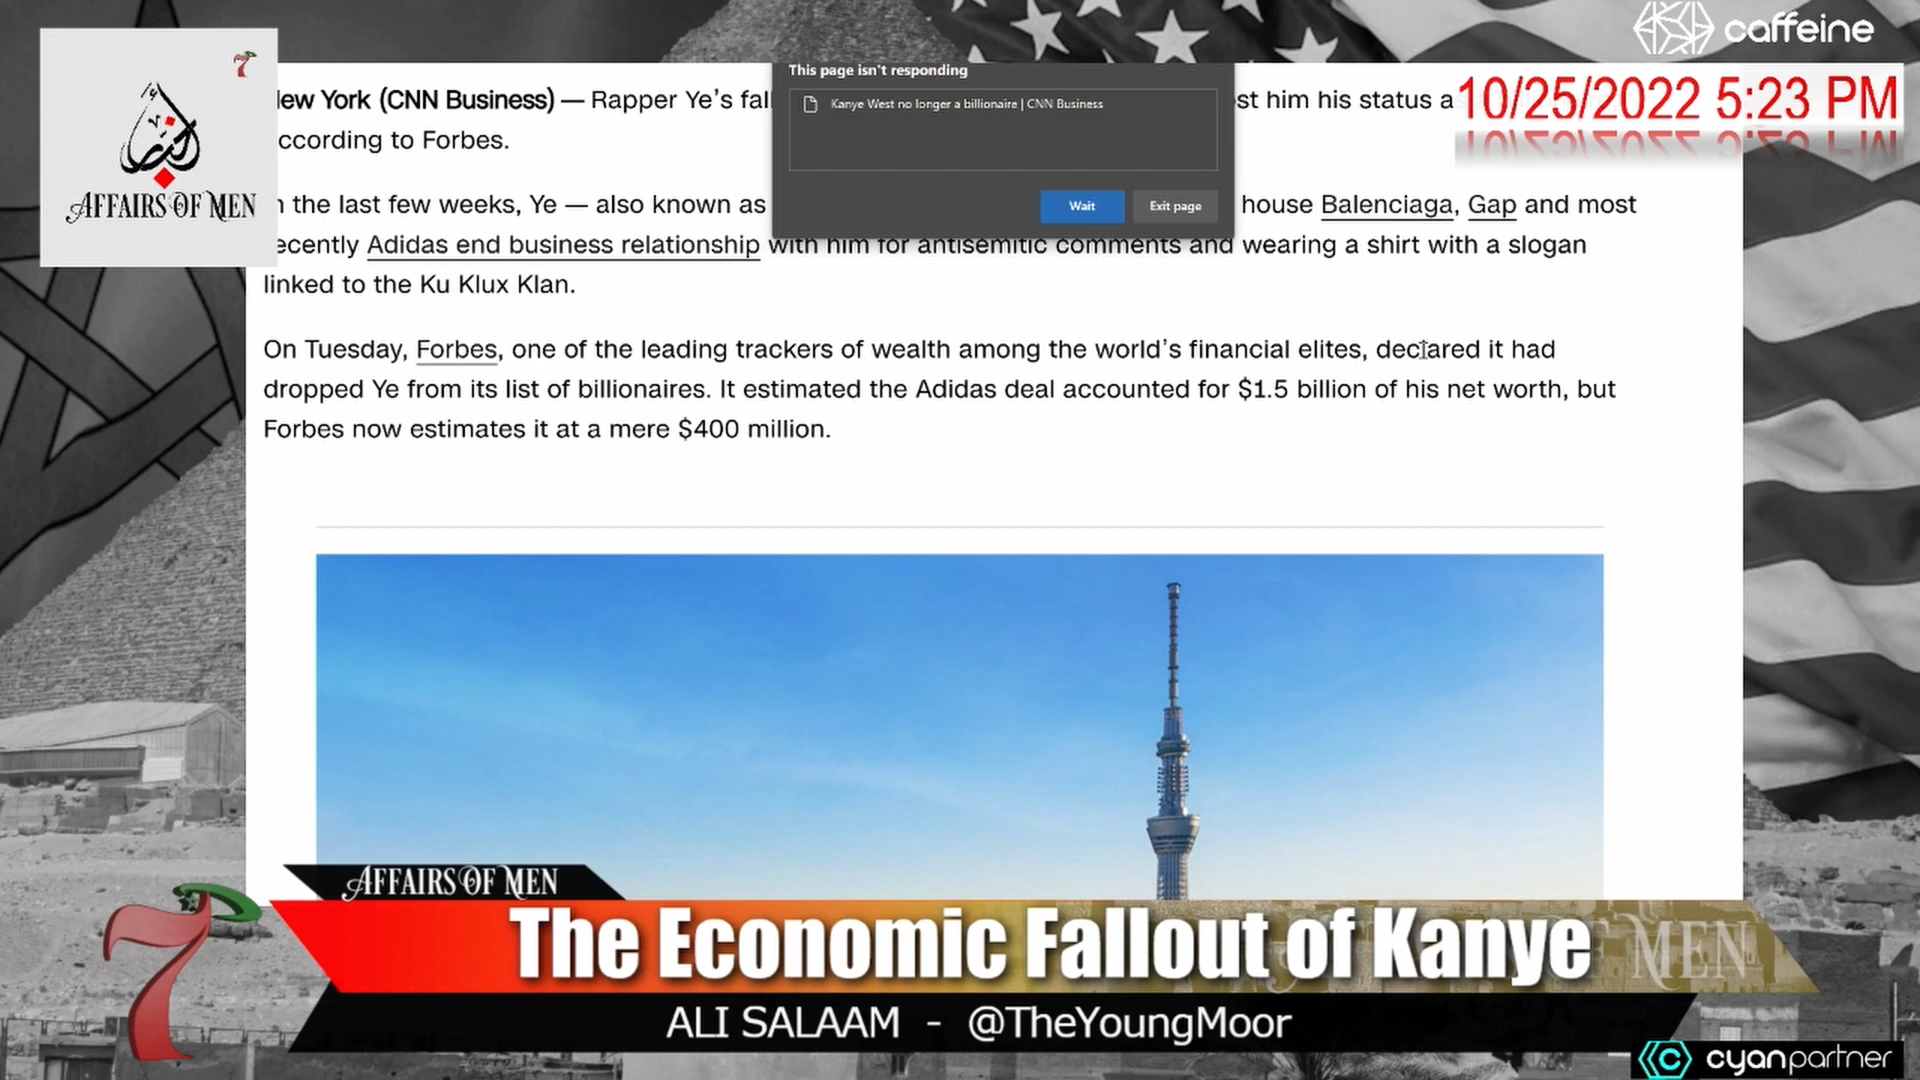 caffeine
10/25/2022 5:23 PM
AFFAIRS OF MEN
This page isn't responding
Kanye West no longer a billionaire | CNN Business
Wait
Exit page
ew York (CNN Business) — Rapper Ye's fal st him his status a
ccording to Forbes.
the last few weeks, Ye — also known as house Balenciaga, Gap and most
ecently Adidas end business relationship with him for antisemitic comments and wearing a shirt with a slogan
linked to the Ku Klux Klan.
On Tuesday, Forbes, one of the leading trackers of wealth among the world's financial elites, declared it had
dropped Ye from its list of billionaires. It estimated the Adidas deal accounted for $1.5 billion of his net worth, but
Forbes now estimates it at a mere $400 million.
AFFAIRS OF MEN
The Economic Fallout of Kanye
MEN
ALI SALAAM - @TheYoungMoor
7
cyanpartner